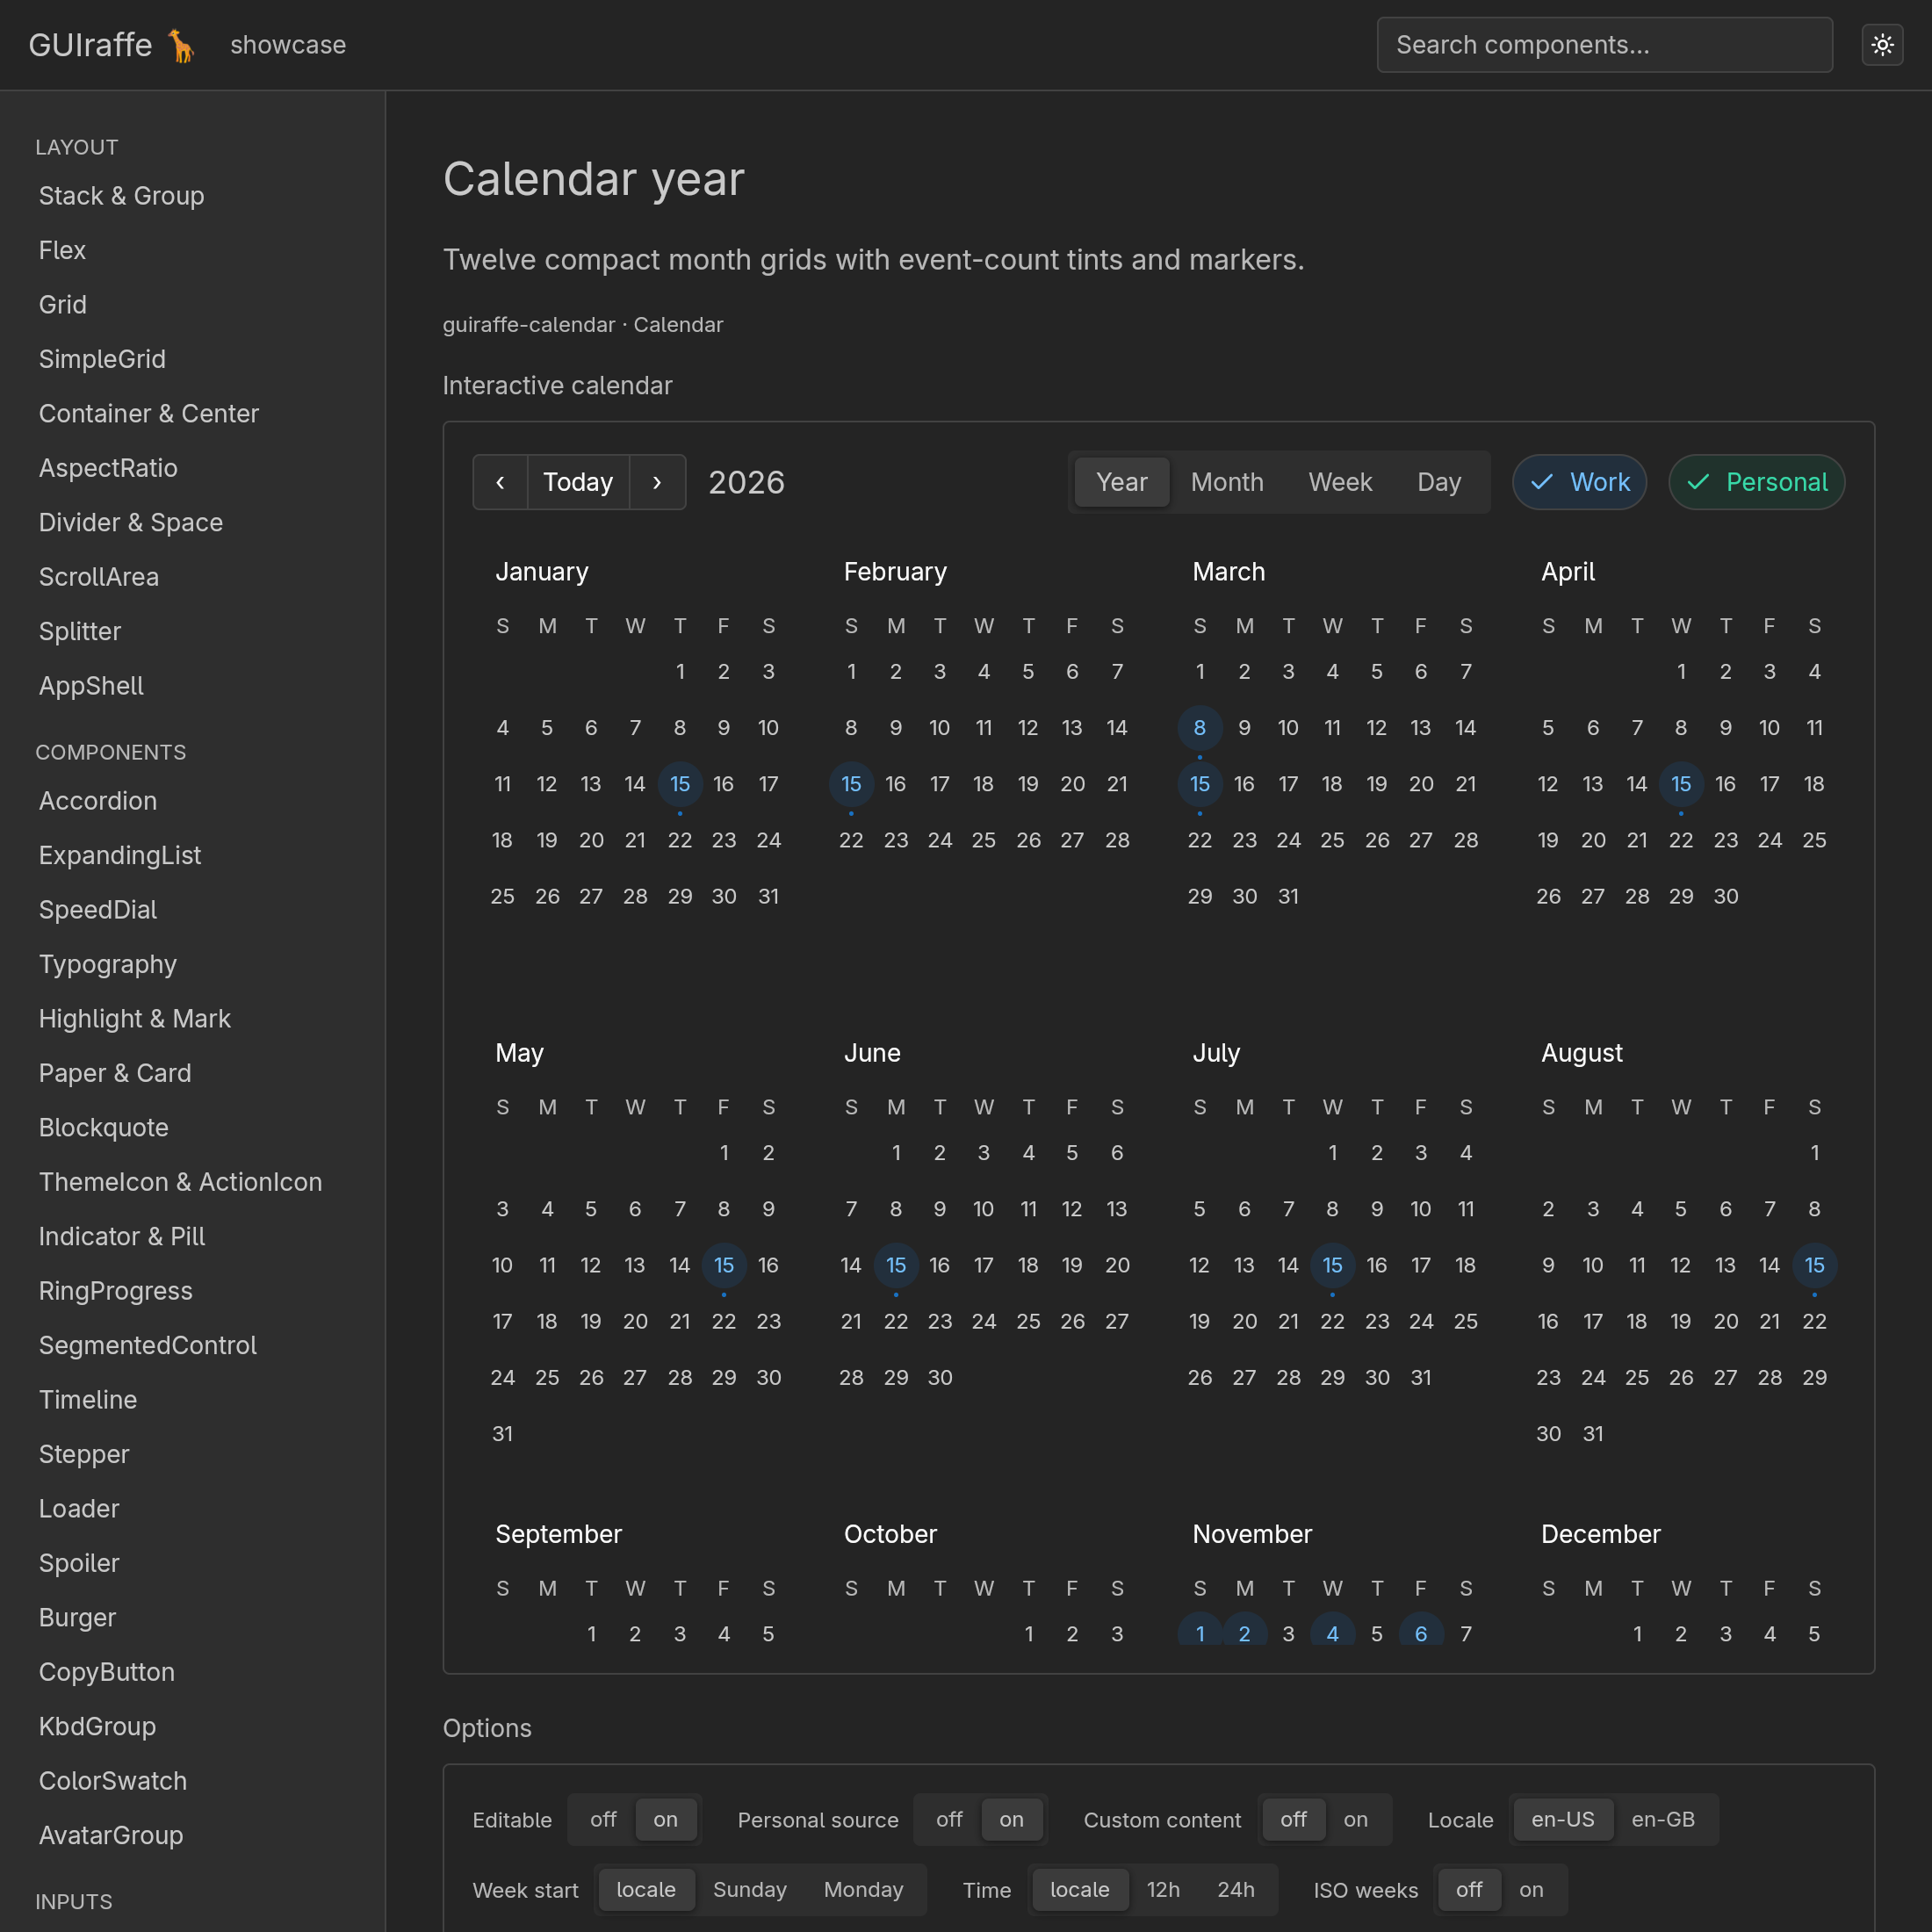 GUIraffe 🦒 showcase
Search components...
LAYOUT
Stack & Group
Flex
Grid
SimpleGrid
Container & Center
AspectRatio
Divider & Space
ScrollArea
Splitter
AppShell
COMPONENTS
Accordion
ExpandingList
SpeedDial
Typography
Highlight & Mark
Paper & Card
Blockquote
ThemeIcon & ActionIcon
Indicator & Pill
RingProgress
SegmentedControl
Timeline
Stepper
Loader
Spoiler
Burger
CopyButton
KbdGroup
ColorSwatch
AvatarGroup
INPUTS
Calendar year
Twelve compact month grids with event-count tints and markers.
guiraffe-calendar · Calendar
Interactive calendar
‹ Today › 2026 Year Month Week Day Work Personal
January
S M T W T F S
1 2 3
4 5 6 7 8 9 10
11 12 13 14 15 16 17
18 19 20 21 22 23 24
25 26 27 28 29 30 31
February
S M T W T F S
1 2 3 4 5 6 7
8 9 10 11 12 13 14
15 16 17 18 19 20 21
22 23 24 25 26 27 28
March
S M T W T F S
1 2 3 4 5 6 7
8 9 10 11 12 13 14
15 16 17 18 19 20 21
22 23 24 25 26 27 28
29 30 31
April
S M T W T F S
1 2 3 4
5 6 7 8 9 10 11
12 13 14 15 16 17 18
19 20 21 22 23 24 25
26 27 28 29 30
May
S M T W T F S
1 2
3 4 5 6 7 8 9
10 11 12 13 14 15 16
17 18 19 20 21 22 23
24 25 26 27 28 29 30
31
June
S M T W T F S
1 2 3 4 5 6
7 8 9 10 11 12 13
14 15 16 17 18 19 20
21 22 23 24 25 26 27
28 29 30
July
S M T W T F S
1 2 3 4
5 6 7 8 9 10 11
12 13 14 15 16 17 18
19 20 21 22 23 24 25
26 27 28 29 30 31
August
S M T W T F S
1
2 3 4 5 6 7 8
9 10 11 12 13 14 15
16 17 18 19 20 21 22
23 24 25 26 27 28 29
30 31
September
S M T W T F S
1 2 3 4 5
October
S M T W T F S
1 2 3
November
S M T W T F S
1 2 3 4 5 6 7
December
S M T W T F S
1 2 3 4 5
Options
Editable off on Personal source off on Custom content off on Locale en-US en-GB
Week start locale Sunday Monday Time locale 12h 24h ISO weeks off on